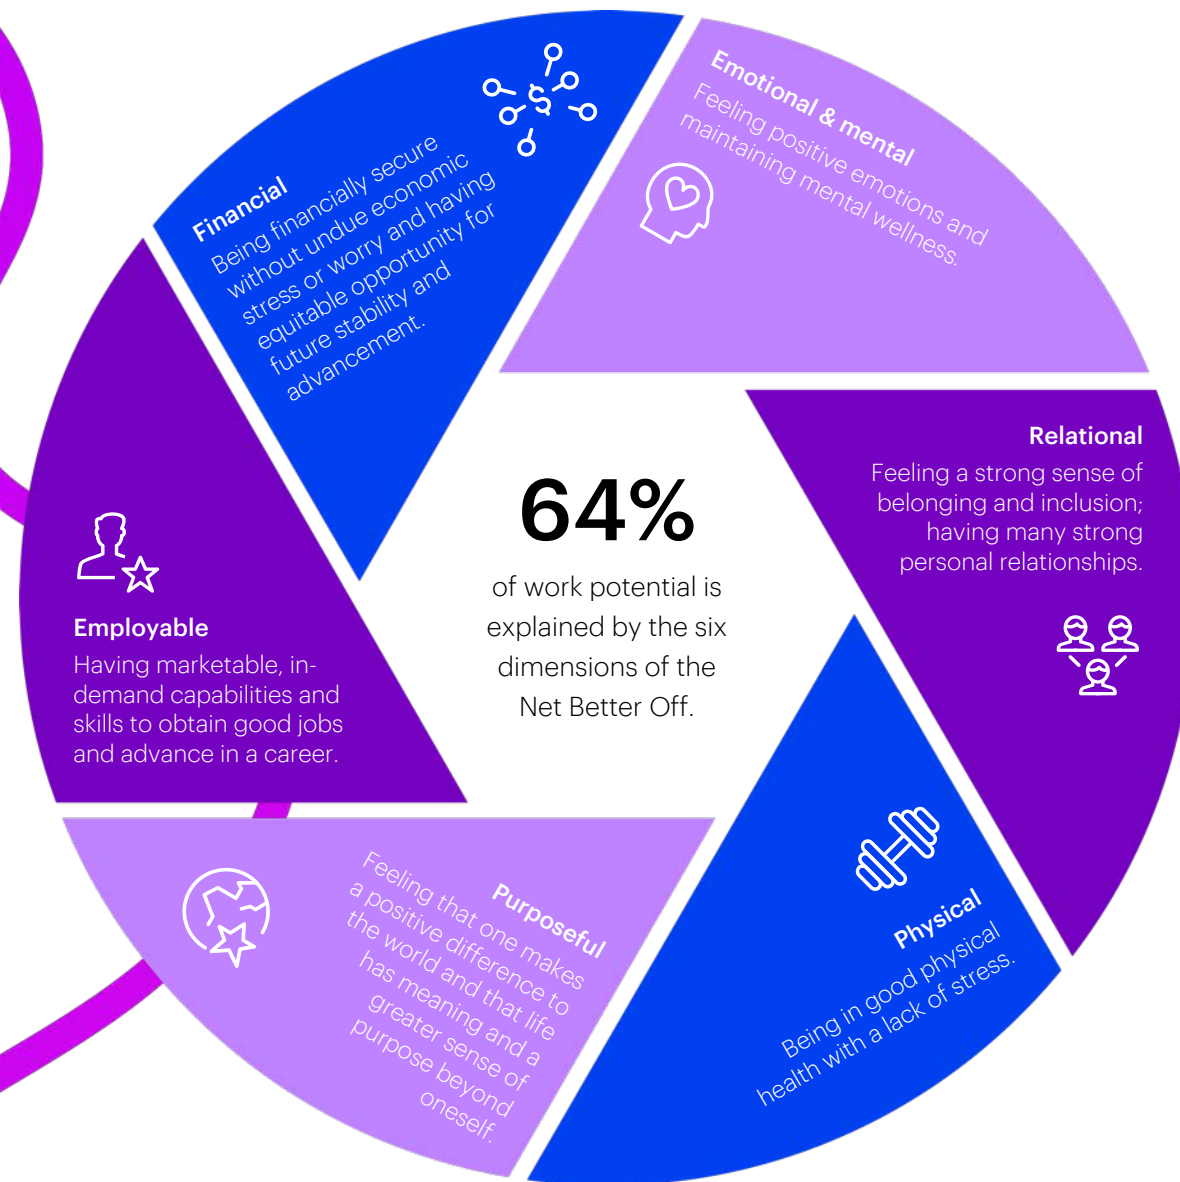 Financial
Being financially secure
without undue economic
stress or worry and having
equitable opportunity for
future stability and
advancement.
Emotional & mental
Feeling positive emotions and
maintaining mental wellness.
Relational
Feeling a strong sense of
belonging and inclusion;
having many strong
personal relationships.
64%
of work potential is
explained by the six
dimensions of the
Net Better Off.
Employable
Having marketable, in-
demand capabilities and
skills to obtain good jobs
and advance in a career.
Purposeful
Feeling that one makes
a positive difference to
the world and that life
has meaning and a
greater sense of
purpose beyond
oneself.
Physical
Being in good physical
health with a lack of stress.